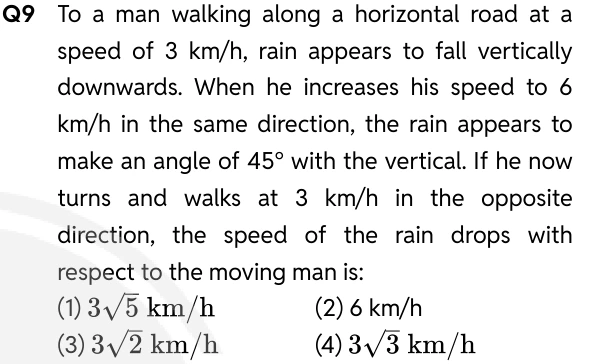 Q9 To a man walking along a horizontal road at a
speed of 3 km/h, rain appears to fall vertically
downwards. When he increases his speed to 6
km/h in the same direction, the rain appears to
make an angle of 45° with the vertical. If he now
turns and walks at 3 km/h in the opposite
direction, the speed of the rain drops with
respect to the moving man is:
(1) 3√5 km/h (2) 6 km/h
(3) 3√2 km/h (4) 3√3 km/h